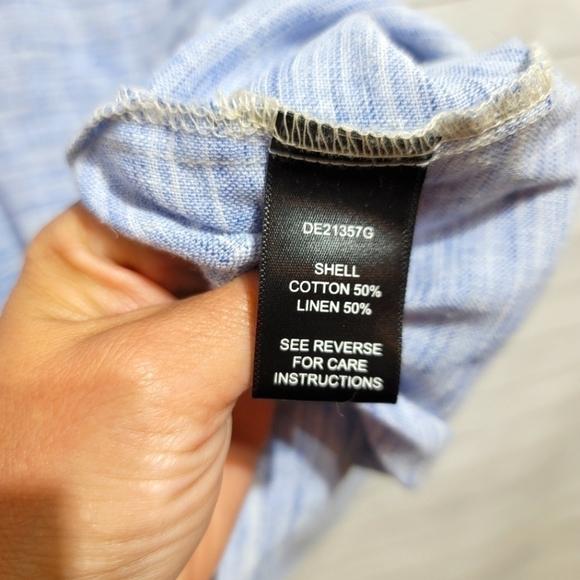 DE21357G
SHELL
COTTON 50%
LINEN 50%
SEE REVERSE
FOR CARE
INSTRUCTIONS